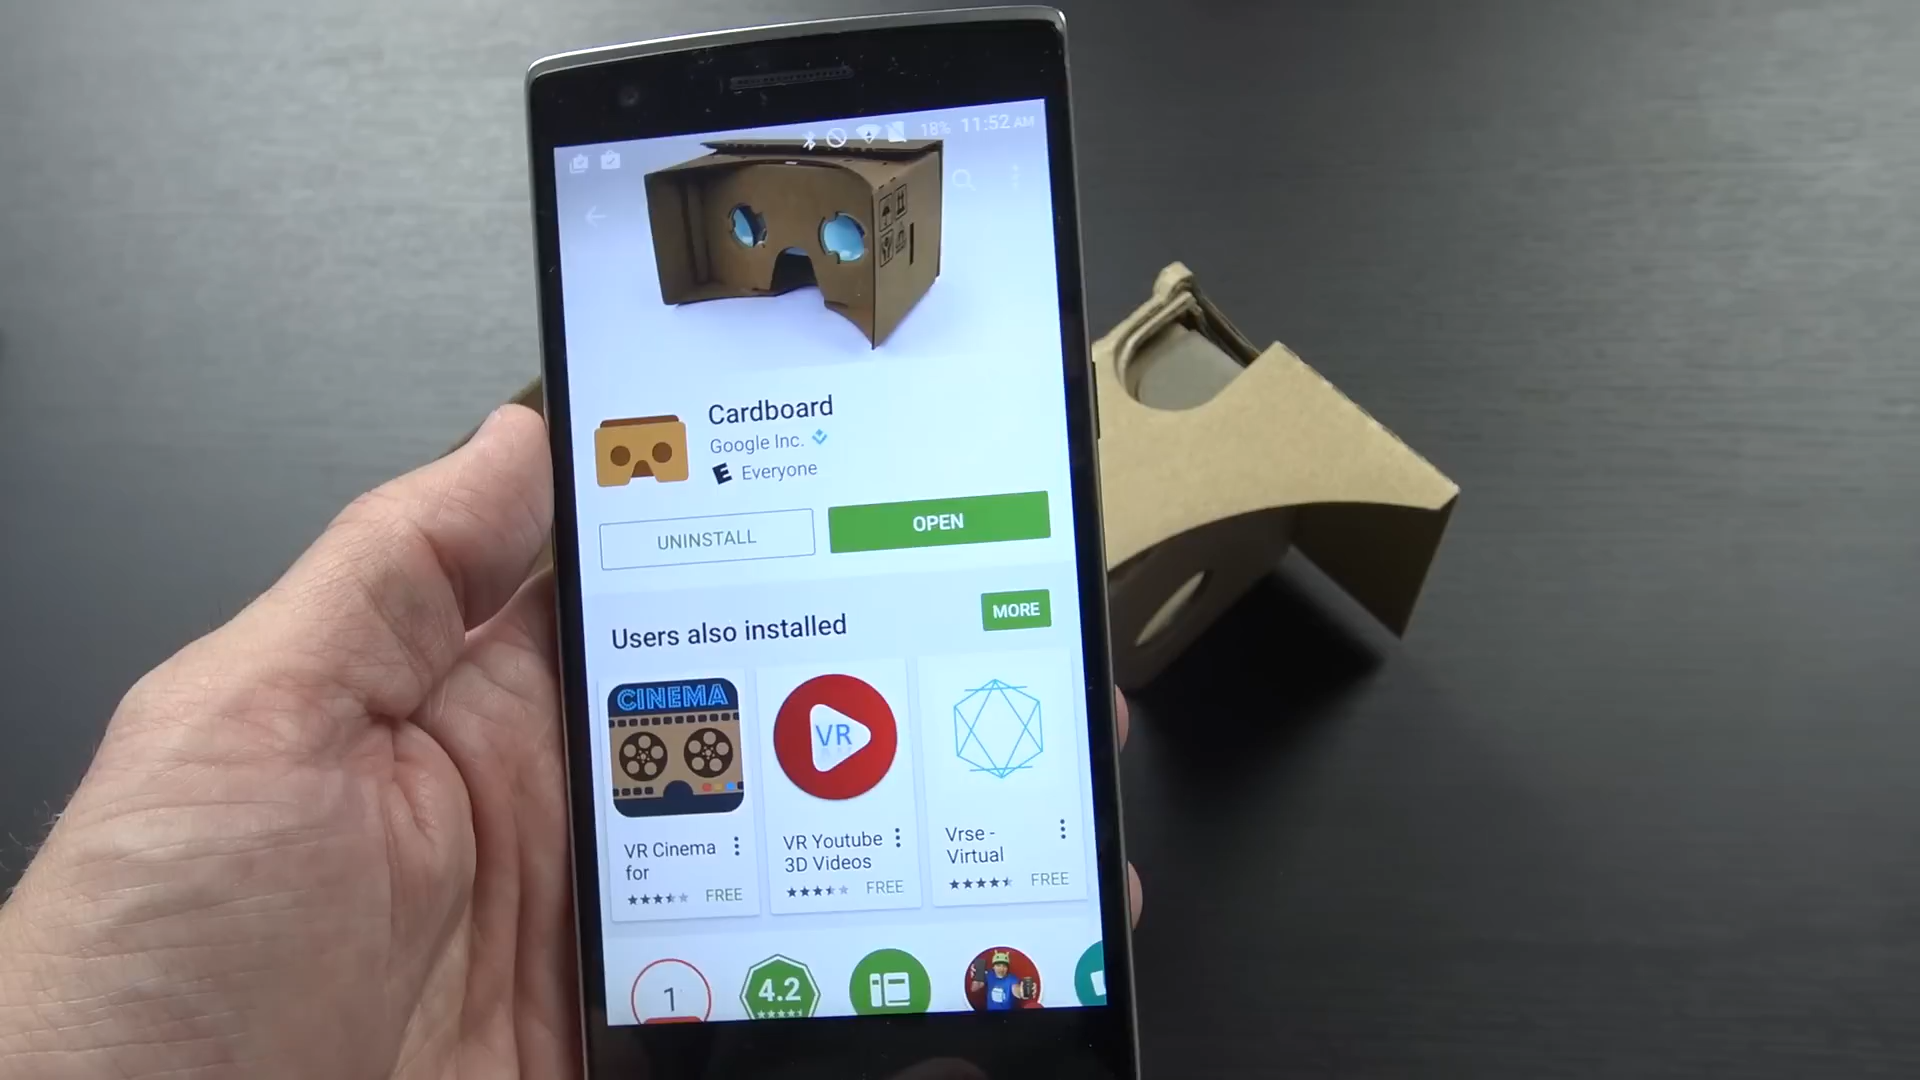 18% 11:52 AM
Cardboard
Google Inc.
E Everyone
UNINSTALL
OPEN
Users also installed
MORE
CINEMA
VR
VR Cinema
for
FREE
VR Youtube
3D Videos
FREE
Vrse -
Virtual
FREE
1
4.2